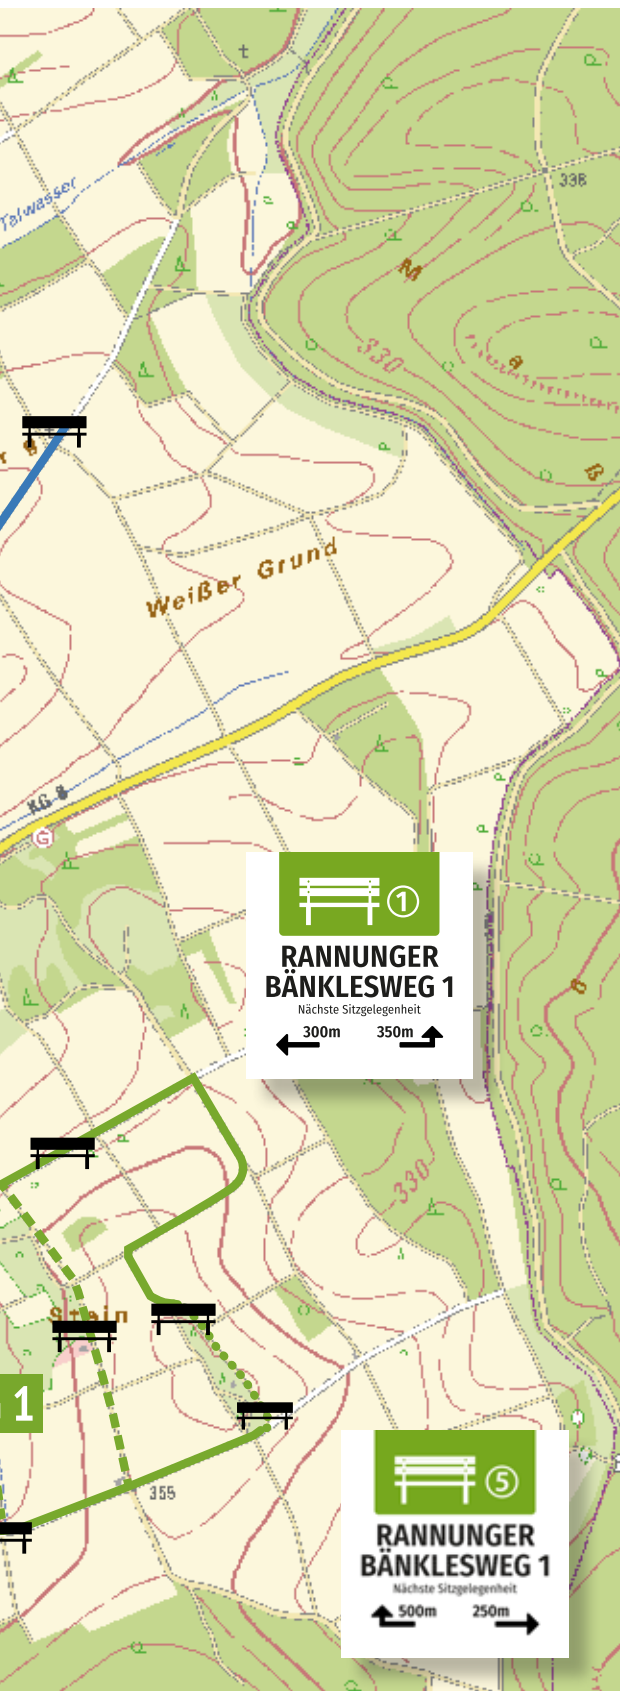 t
Talwasser
338
M
330
a
ß
Weißer Grund
KG 8
G
1
RANNUNGER
BÄNKLESWEG 1
Nächste Sitzgelegenheit
300m 350m
330
Stein
1
355
5
RANNUNGER
BÄNKLESWEG 1
Nächste Sitzgelegenheit
500m 250m